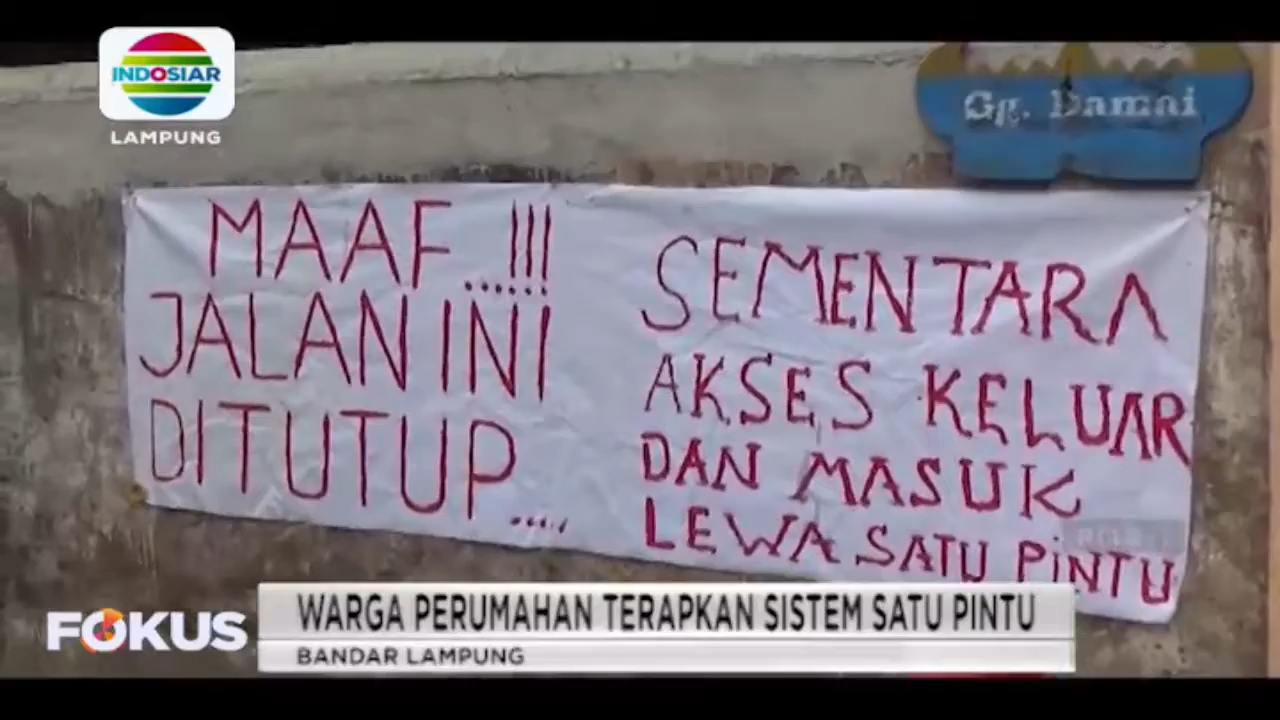 INDOSIAR
LAMPUNG
Gg. Damai
MAAF ......!!!
JALAN INI
DITUTUP.....
SEMENTARA
AKSES KELUAR
DAN MASUK
LEWA SATU PINTU
FOKUS
WARGA PERUMAHAN TERAPKAN SISTEM SATU PINTU
BANDAR LAMPUNG